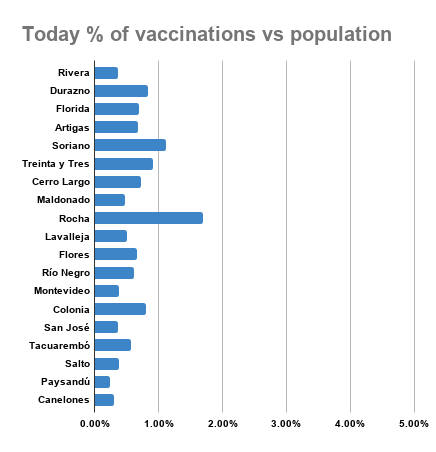 Today % of vaccinations vs population
Rivera
Durazno
Florida
Artigas
Soriano
Treinta y Tres
Cerro Largo
Maldonado
Rocha
Lavalleja
Flores
Río Negro
Montevideo
Colonia
San José
Tacuarembó
Salto
Paysandú
Canelones
0.00% 1.00% 2.00% 3.00% 4.00% 5.00%